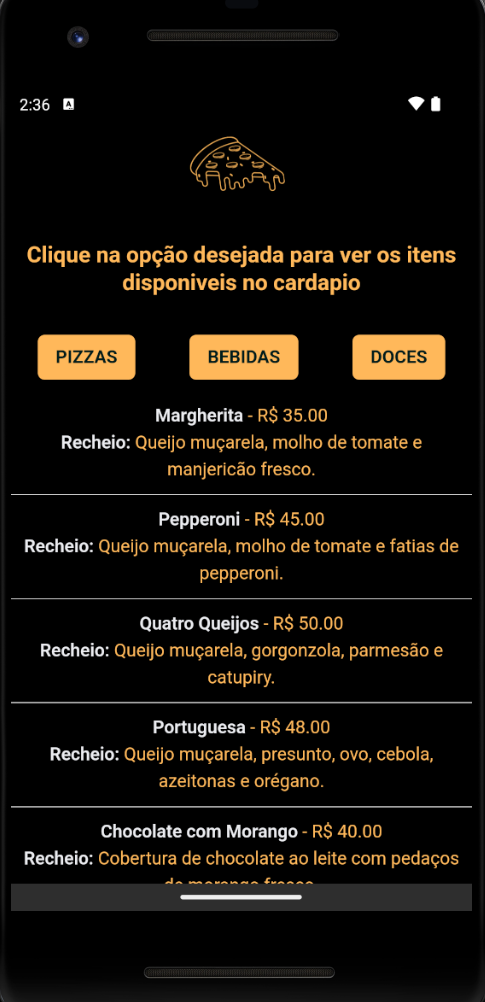 2:36 A
Clique na opção desejada para ver os itens
disponiveis no cardapio
PIZZAS BEBIDAS DOCES
Margherita - R$ 35.00
Recheio: Queijo muçarela, molho de tomate e
manjericão fresco.
Pepperoni - R$ 45.00
Recheio: Queijo muçarela, molho de tomate e fatias de
pepperoni.
Quatro Queijos - R$ 50.00
Recheio: Queijo muçarela, gorgonzola, parmesão e
catupiry.
Portuguesa - R$ 48.00
Recheio: Queijo muçarela, presunto, ovo, cebola,
azeitonas e orégano.
Chocolate com Morango - R$ 40.00
Recheio: Cobertura de chocolate ao leite com pedaços
de morango fresco.